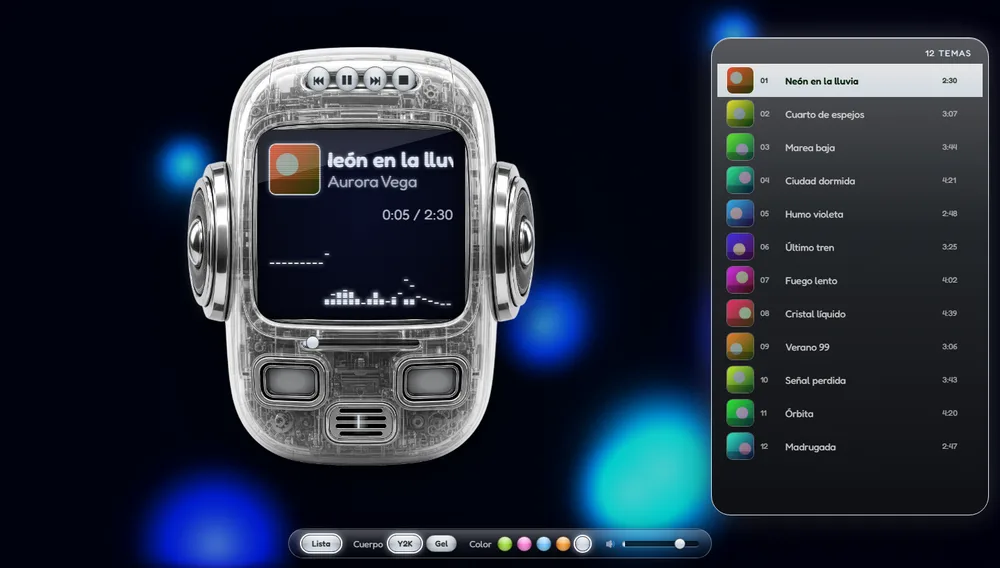 12 TEMAS
01 Neón en la lluvia 2:30
02 Cuarto de espejos 3:07
03 Marea baja 3:44
04 Ciudad dormida 4:21
05 Humo violeta 2:48
06 Último tren 3:25
07 Fuego lento 4:02
08 Cristal líquido 4:39
09 Verano 99 3:06
10 Señal perdida 3:43
11 Órbita 4:20
12 Madrugada 2:47
en la
Aurora Vega
0:05 / 2:30
Lista Cuerpo Y2K Gel Color